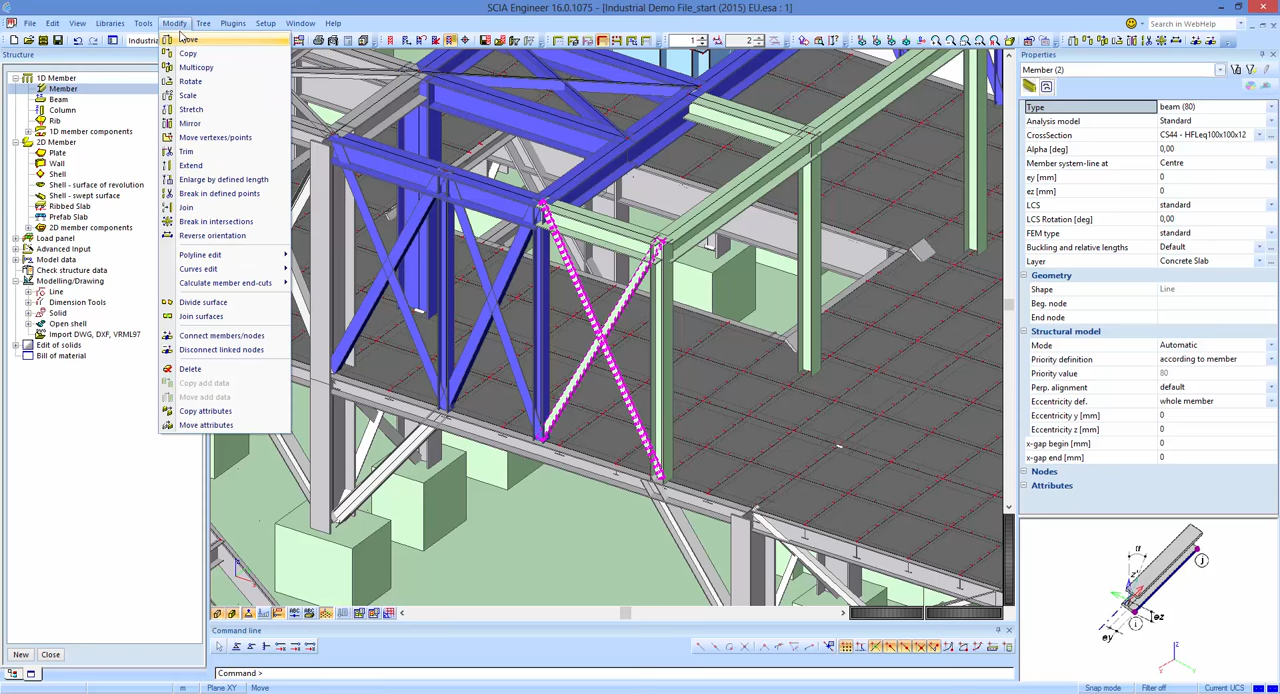 SCIA Engineer 16.0.1075 - [Industrial Demo File_start (2015) EU.esa : 1]
File Edit View Libraries Tools Modify Tree Plugins Setup Window Help
Search in WebHelp
Industria
1
2
Structure
1D Member
Member
Beam
Column
Rib
1D member components
2D Member
Plate
Wall
Shell
Shell - surface of revolution
Shell - swept surface
Ribbed Slab
Prefab Slab
2D member components
Load panel
Advanced Input
Model data
Check structure data
Modelling/Drawing
Line
Dimension Tools
Solid
Open shell
Import DWG, DXF, VRML97
Edit of solids
Bill of material
New
Close
Copy
Multicopy
Rotate
Scale
Stretch
Mirror
Move vertexes/points
Trim
Extend
Enlarge by defined length
Break in defined points
Join
Break in intersections
Reverse orientation
Polyline edit
Curves edit
Calculate member end-cuts
Divide surface
Join surfaces
Connect members/nodes
Disconnect linked nodes
Delete
Copy add data
Move add data
Copy attributes
Move attributes
Properties
Member (2)
Type beam (80)
Analysis model Standard
CrossSection CS44 - HFLeq100x100x12
Alpha [deg] 0,00
Member system-line at Centre
ey [mm] 0
ez [mm] 0
LCS standard
LCS Rotation [deg] 0,00
FEM type standard
Buckling and relative lengths Default
Layer Concrete Slab
Geometry
Shape Line
Beg. node
End node
Structural model
Mode Automatic
Priority definition according to member
Priority value 80
Perp. alignment default
Eccentricity def. whole member
Eccentricity y [mm] 0
Eccentricity z [mm] 0
x-gap begin [mm] 0
x-gap end [mm] 0
Nodes
Attributes
α
z
j
i
ey
ez
z
x
Command line
Command >
m Plane XY Move
Snap mode Filter off Current UCS